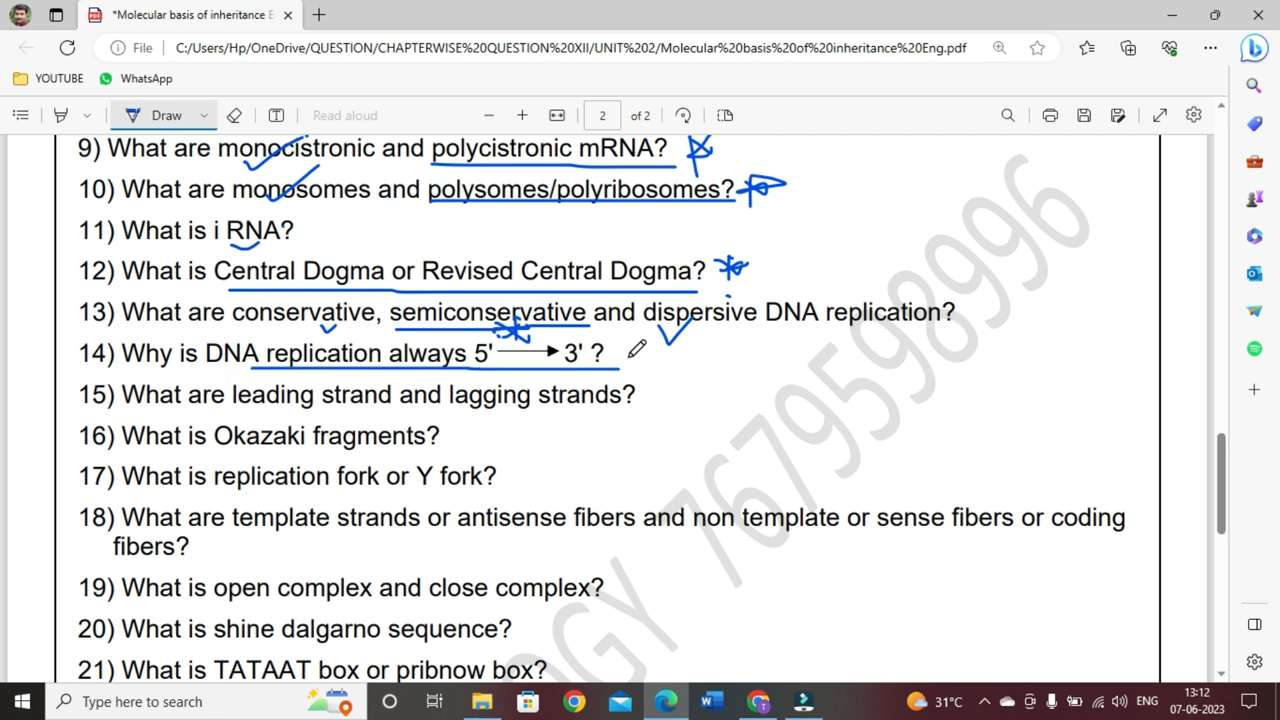 *Molecular basis of inheritance E
File
C:/Users/Hp/OneDrive/QUESTION/CHAPTERWISE%20QUESTION%20XII/UNIT%202/Molecular%20basis%20of%20inheritance%20Eng.pdf
YOUTUBE WhatsApp
Draw Read aloud 2 of 2
9) What are monocistronic and polycistronic mRNA?
10) What are monosomes and polysomes/polyribosomes?
11) What is i RNA?
12) What is Central Dogma or Revised Central Dogma?
13) What are conservative, semiconservative and dispersive DNA replication?
14) Why is DNA replication always 5' → 3' ?
15) What are leading strand and lagging strands?
16) What is Okazaki fragments?
17) What is replication fork or Y fork?
18) What are template strands or antisense fibers and non template or sense fibers or coding
fibers?
19) What is open complex and close complex?
20) What is shine dalgarno sequence?
21) What is TATAAT box or pribnow box?
OGY 7679598996
Type here to search
31°C ENG
13:12
07-06-2023